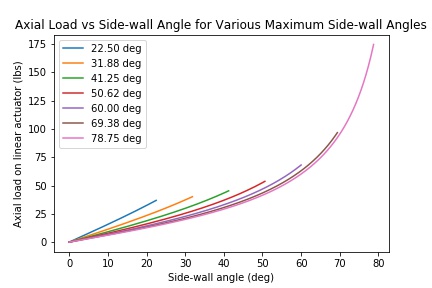 Axial Load vs Side-wall Angle for Various Maximum Side-wall Angles
Axial load on linear actuator (lbs)
175
150
125
100
75
50
25
0
22.50 deg
31.88 deg
41.25 deg
50.62 deg
60.00 deg
69.38 deg
78.75 deg
0 10 20 30 40 50 60 70 80
Side-wall angle (deg)